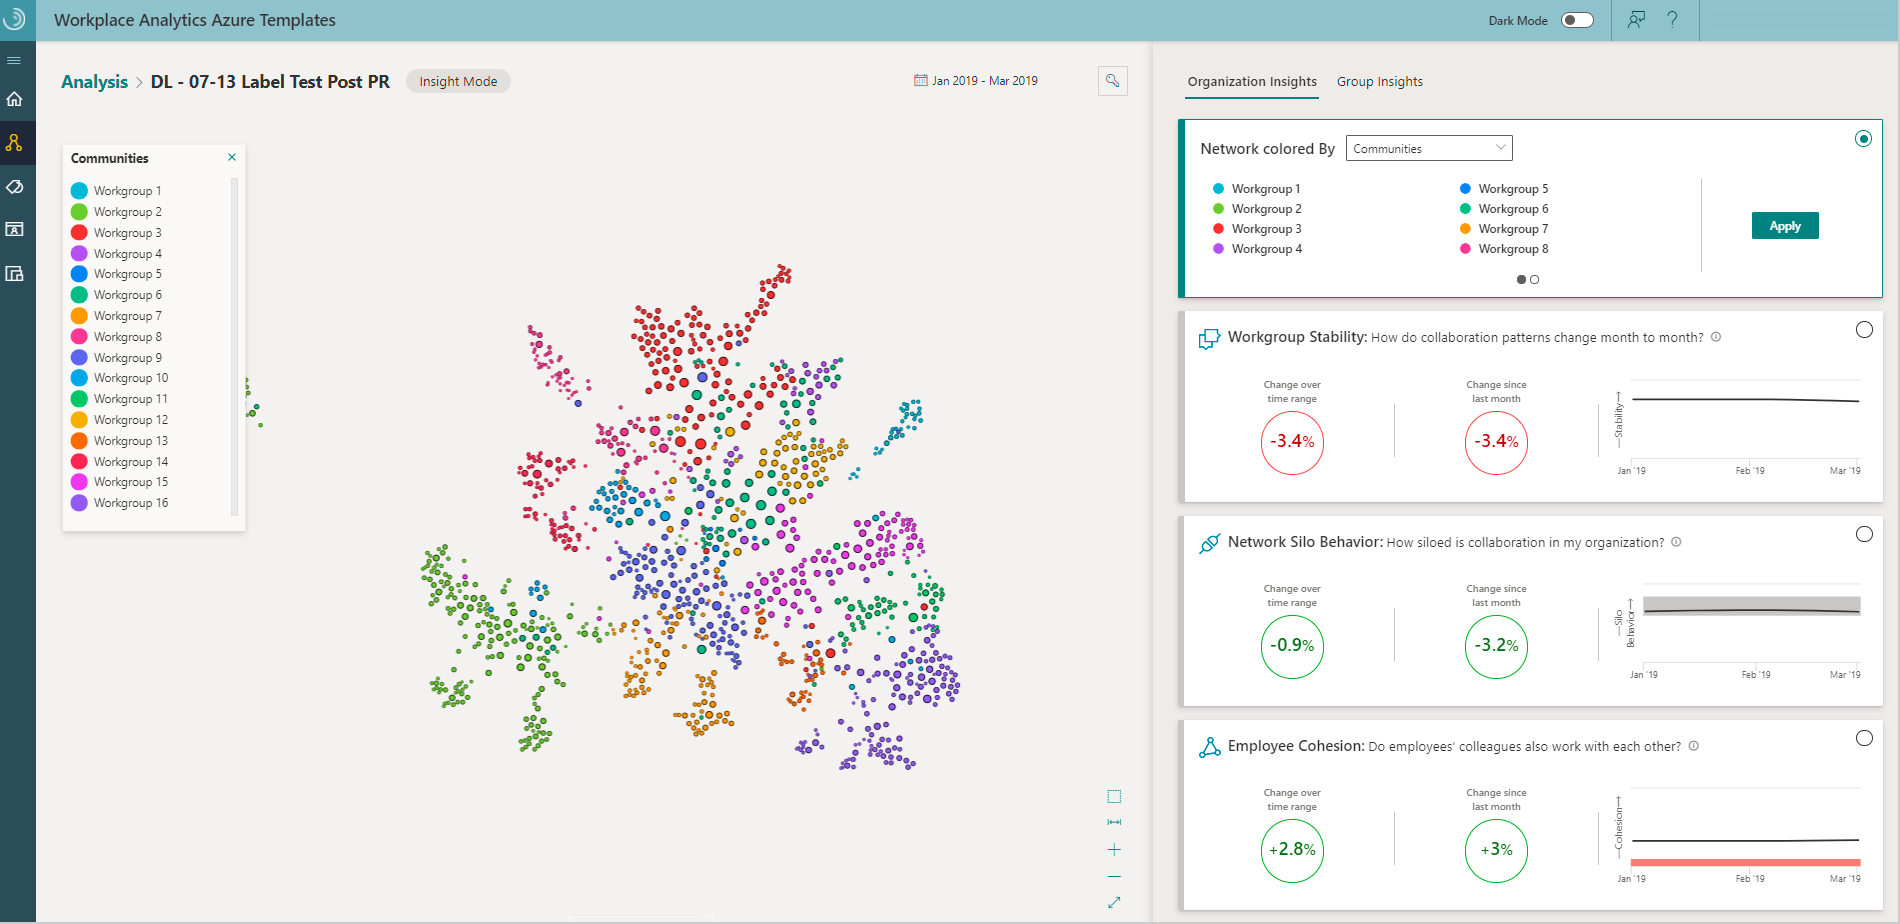 Workplace Analytics Azure Templates
Dark Mode
?
Analysis > DL - 07-13 Label Test Post PR
Insight Mode
Jan 2019 - Mar 2019
Communities
Workgroup 1
Workgroup 2
Workgroup 3
Workgroup 4
Workgroup 5
Workgroup 6
Workgroup 7
Workgroup 8
Workgroup 9
Workgroup 10
Workgroup 11
Workgroup 12
Workgroup 13
Workgroup 14
Workgroup 15
Workgroup 16
Organization Insights
Group Insights
Network colored By
Communities
Workgroup 1
Workgroup 2
Workgroup 3
Workgroup 4
Workgroup 5
Workgroup 6
Workgroup 7
Workgroup 8
Apply
Workgroup Stability: How do collaboration patterns change month to month?
Change over
time range
-3.4%
Change since
last month
-3.4%
Stability
Jan '19
Feb '19
Mar '19
Network Silo Behavior: How siloed is collaboration in my organization?
Change over
time range
-0.9%
Change since
last month
-3.2%
Silo
Behavior
Jan '19
Feb '19
Mar '19
Employee Cohesion: Do employees' colleagues also work with each other?
Change over
time range
+2.8%
Change since
last month
+3%
Cohesion
Jan '19
Feb '19
Mar '19